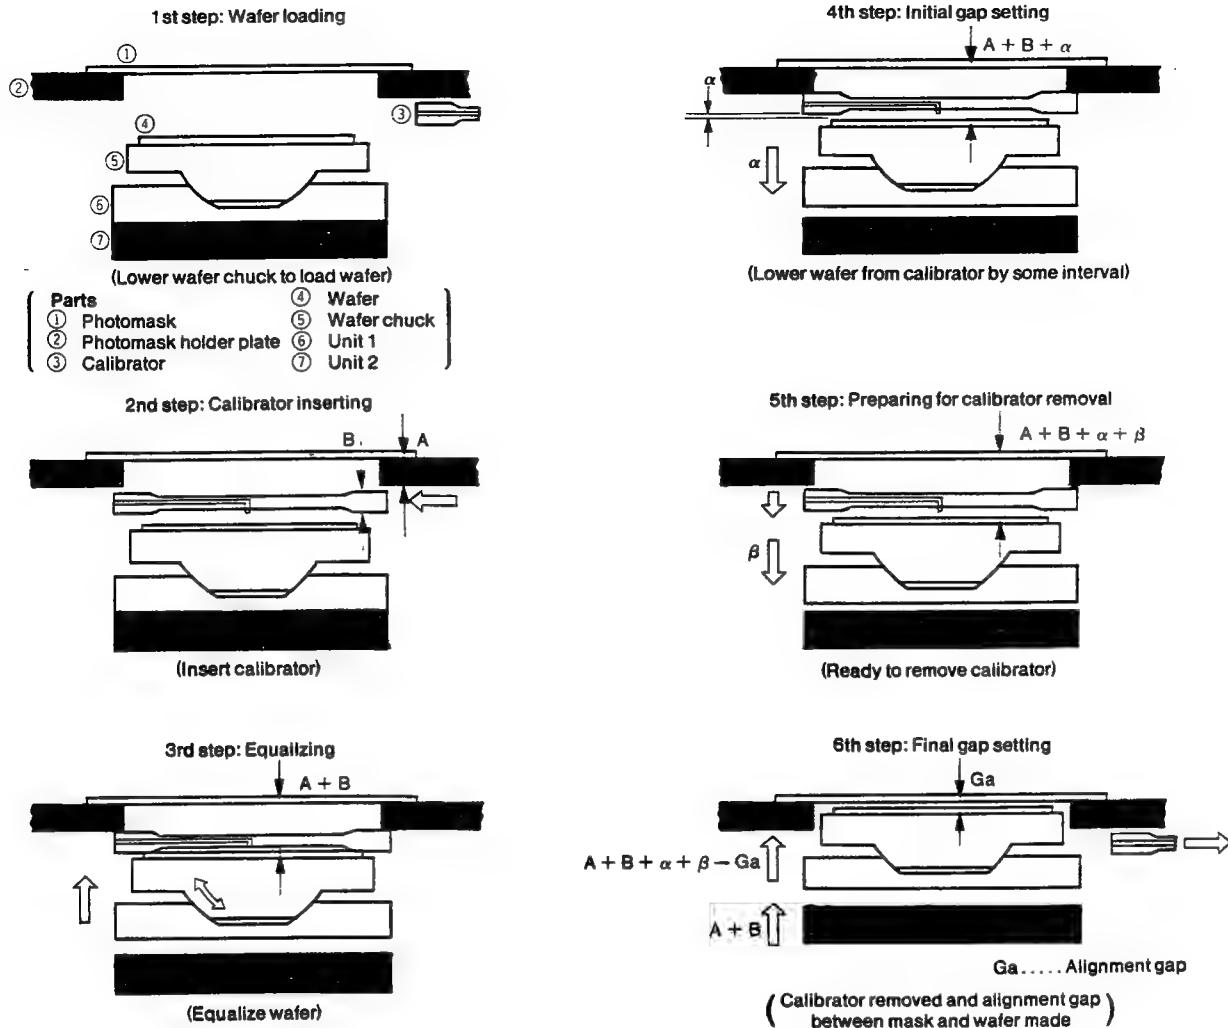 1st step: Wafer loading
①
②
③
④
⑤
⑥
⑦
(Lower wafer chuck to load wafer)
Parts
① Photomask
② Photomask holder plate
③ Calibrator
④ Wafer
⑤ Wafer chuck
⑥ Unit 1
⑦ Unit 2
2nd step: Calibrator inserting
B
A
(Insert calibrator)
3rd step: Equalizing
A + B
(Equalize wafer)
4th step: Initial gap setting
A + B + α
α
α
(Lower wafer from calibrator by some interval)
5th step: Preparing for calibrator removal
A + B + α + β
β
(Ready to remove calibrator)
6th step: Final gap setting
Ga
A + B + α + β − Ga
A + B
Ga..... Alignment gap
(Calibrator removed and alignment gap
between mask and wafer made)